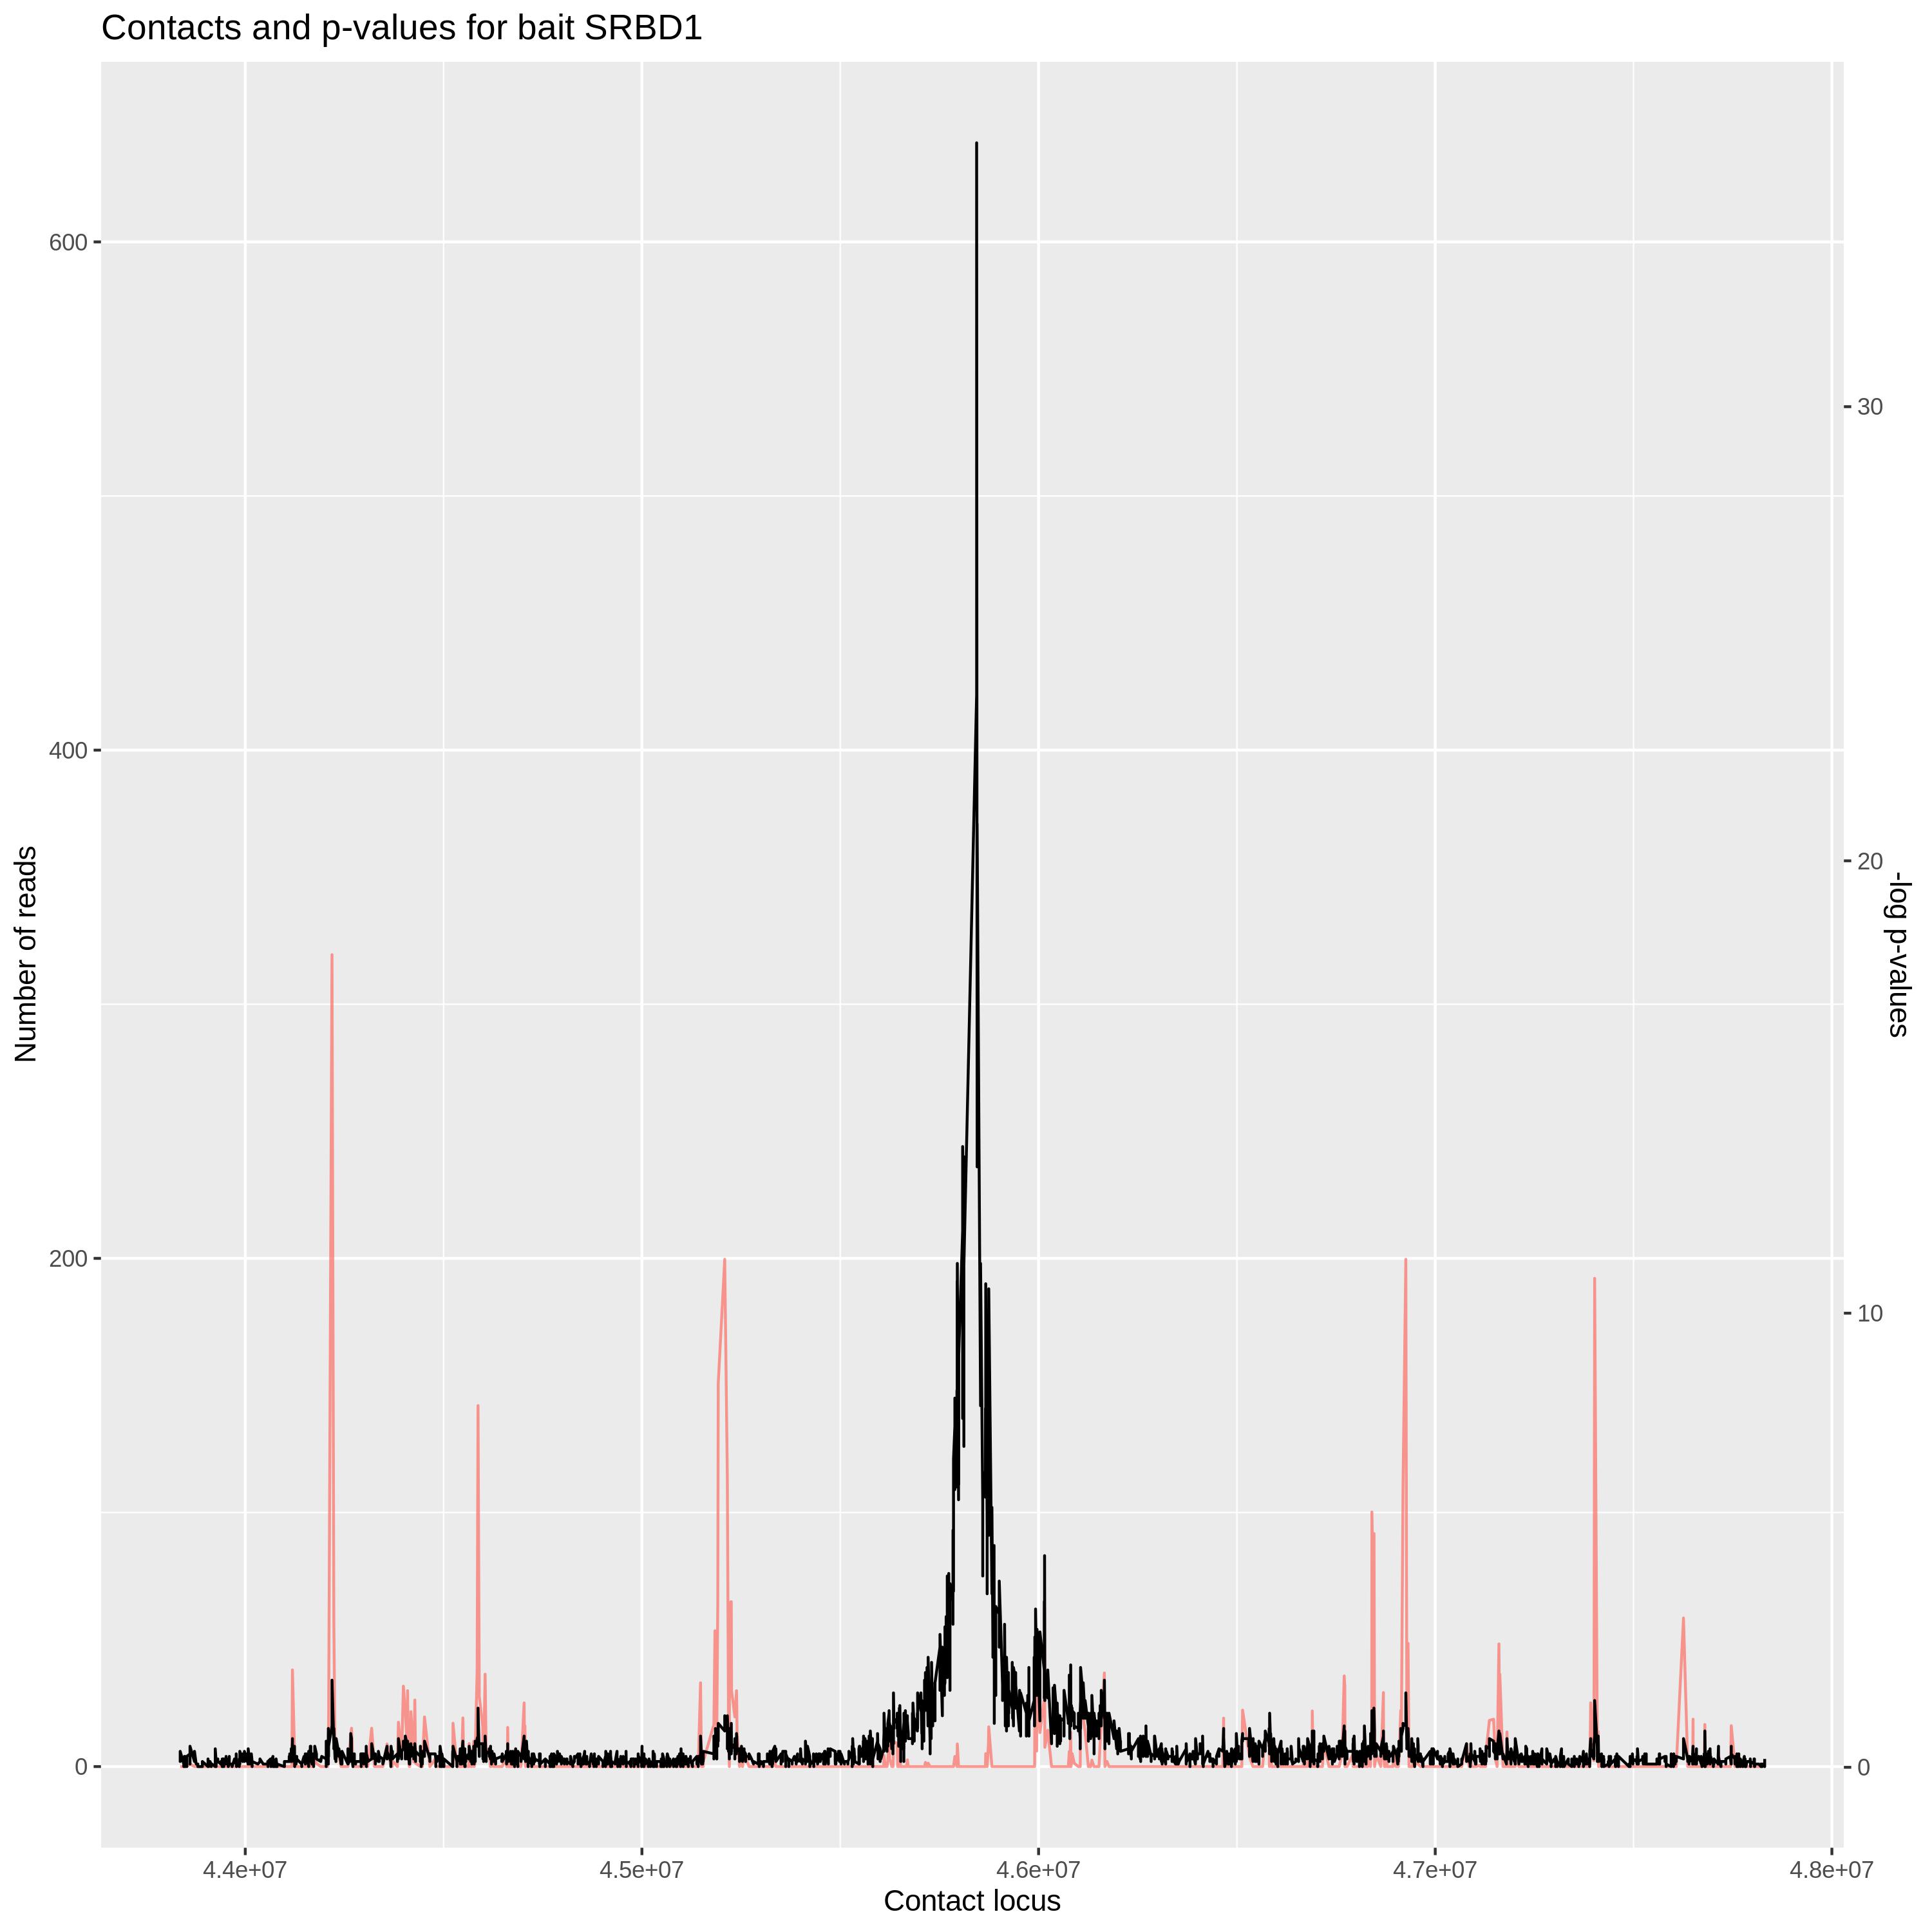 Contacts and p-values for bait SRBD1
600
400
200
0
Number of reads
30
20
10
0
-log p-values
4.4e+07
4.5e+07
4.6e+07
4.7e+07
4.8e+07
Contact locus